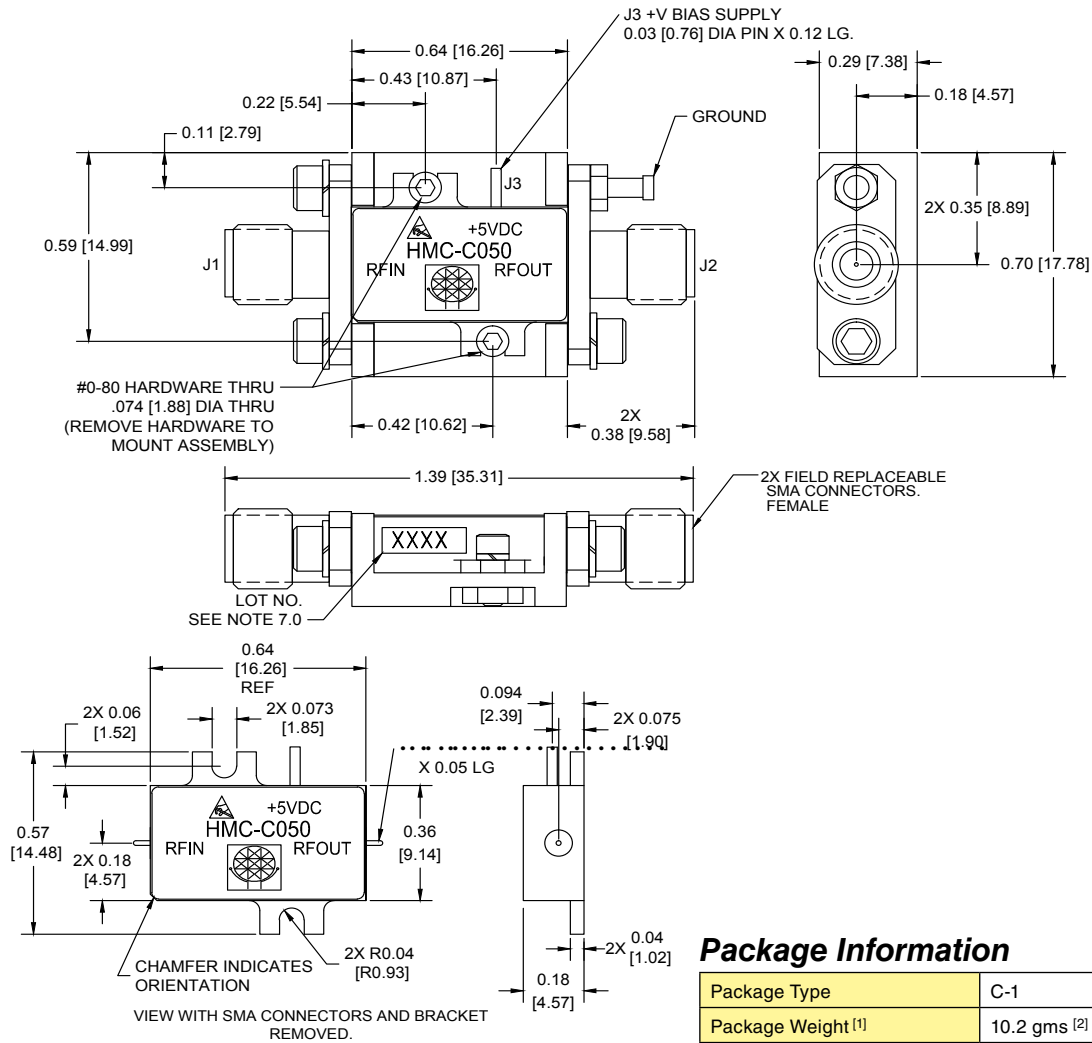 J3 +V BIAS SUPPLY
0.03 [0.76] DIA PIN X 0.12 LG.
0.64 [16.26]
0.43 [10.87]
0.22 [5.54]
0.11 [2.79]
0.29 [7.38]
0.18 [4.57]
GROUND
J3
+5VDC
HMC-C050
RFIN
RFOUT
J1
J2
0.59 [14.99]
2X 0.35 [8.89]
0.70 [17.78]
#0-80 HARDWARE THRU
.074 [1.88] DIA THRU
(REMOVE HARDWARE TO
MOUNT ASSEMBLY)
0.42 [10.62]
2X
0.38 [9.58]
1.39 [35.31]
2X FIELD REPLACEABLE
SMA CONNECTORS.
FEMALE
XXXX
LOT NO.
SEE NOTE 7.0
0.64
[16.26]
REF
2X 0.06
[1.52]
2X 0.073
[1.85]
0.094
[2.39]
2X 0.075
[1.90]
X 0.05 LG
+5VDC
HMC-C050
RFIN
RFOUT
0.57
[14.48]
2X 0.18
[4.57]
0.36
[9.14]
CHAMFER INDICATES
ORIENTATION
2X R0.04
[R0.93]
2X 0.04
[1.02]
0.18
[4.57]
VIEW WITH SMA CONNECTORS AND BRACKET
REMOVED.
Package Information
Package Type C-1
Package Weight [1] 10.2 gms [2]